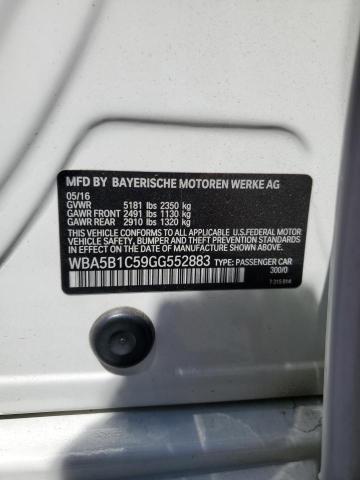 MFD BY BAYERISCHE MOTOREN WERKE AG
05/16
GVWR 5181 lbs 2350 kg
GAWR FRONT 2491 lbs 1130 kg
GAWR REAR 2910 lbs 1320 kg
THIS VEHICLE CONFORMS TO ALL APPLICABLE U.S.FEDERAL MOTOR
VEHICLE SAFETY, BUMPER, AND THEFT PREVENTION STANDARDS
IN EFFECT ON THE DATE OF MANUFACTURE SHOWN ABOVE.
WBA5B1C59GG552883 TYPE: PASSENGER CAR
300/0